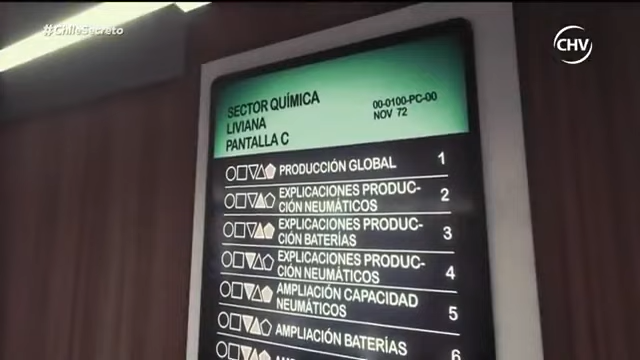 #ChileSecreto
CHV
SECTOR QUÍMICA
LIVIANA
PANTALLA C
00-0100-PC-00
NOV 72
PRODUCCIÓN GLOBAL 1
EXPLICACIONES PRODUC-
CIÓN NEUMÁTICOS 2
EXPLICACIONES PRODUC-
CIÓN BATERÍAS 3
EXPLICACIONES PRODUC-
CIÓN NEUMÁTICOS 4
AMPLIACIÓN CAPACIDAD
NEUMÁTICOS 5
AMPLIACIÓN BATERÍAS 6